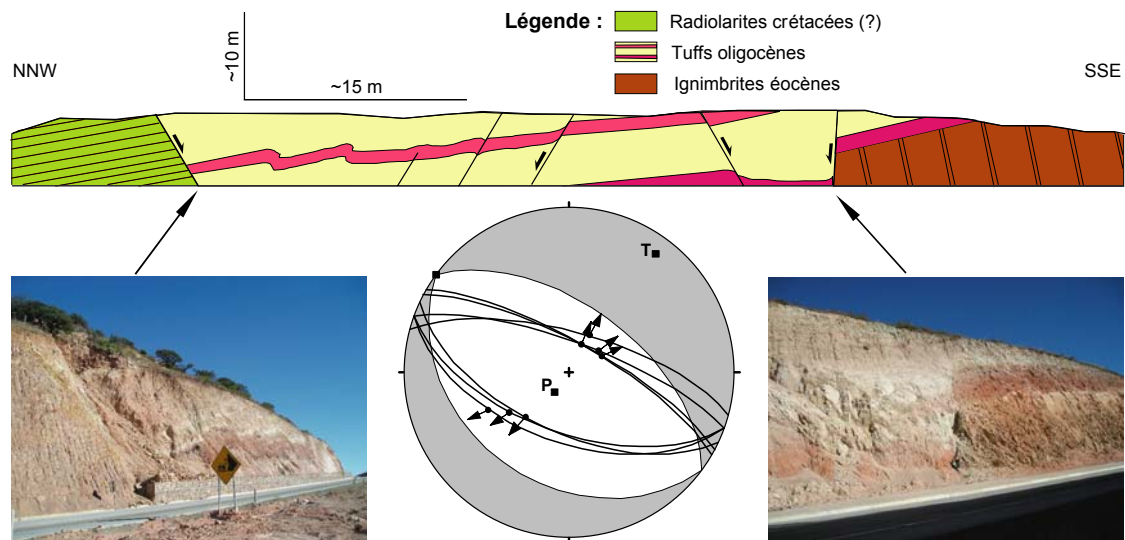 Légende :
Radiolarites crétacées (?)
Tuffs oligocènes
Ignimbrites éocènes
NNW
SSE
~10 m
~15 m
T
P